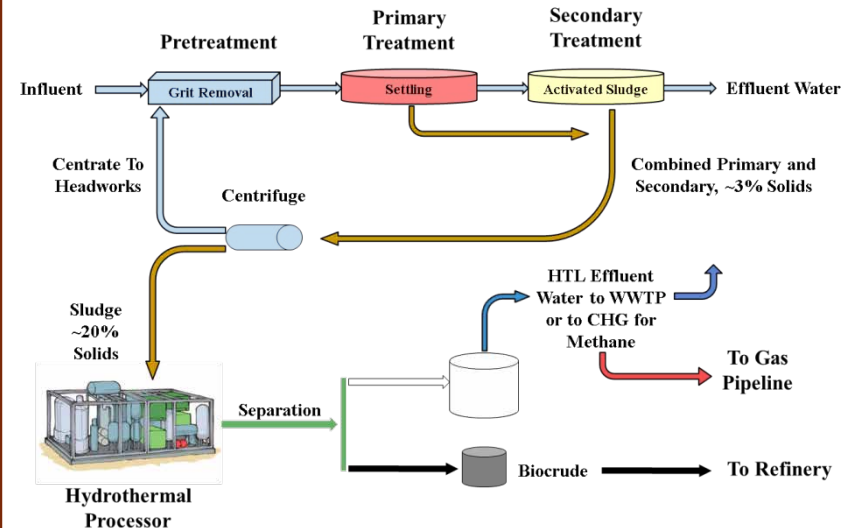 Pretreatment
Primary
Treatment
Secondary
Treatment
Influent
Grit Removal
Settling
Activated Sludge
Effluent Water
Centrate To
Headworks
Centrifuge
Combined Primary and
Secondary, ~3% Solids
Sludge
~20%
Solids
HTL Effluent
Water to WWTP
or to CHG for
Methane
To Gas
Pipeline
Separation
Biocrude
To Refinery
Hydrothermal
Processor